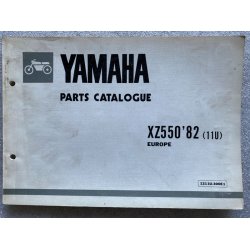 YAMAHA
PARTS CATALOGUE
XZ550'82 (11U)
EUROPE